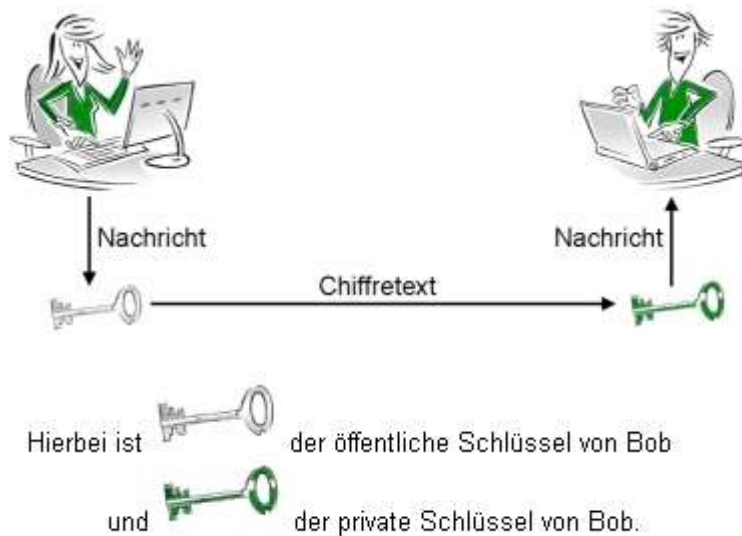 Nachricht
Nachricht
Chiffretext
Hierbei ist der öffentliche Schlüssel von Bob
und der private Schlüssel von Bob.